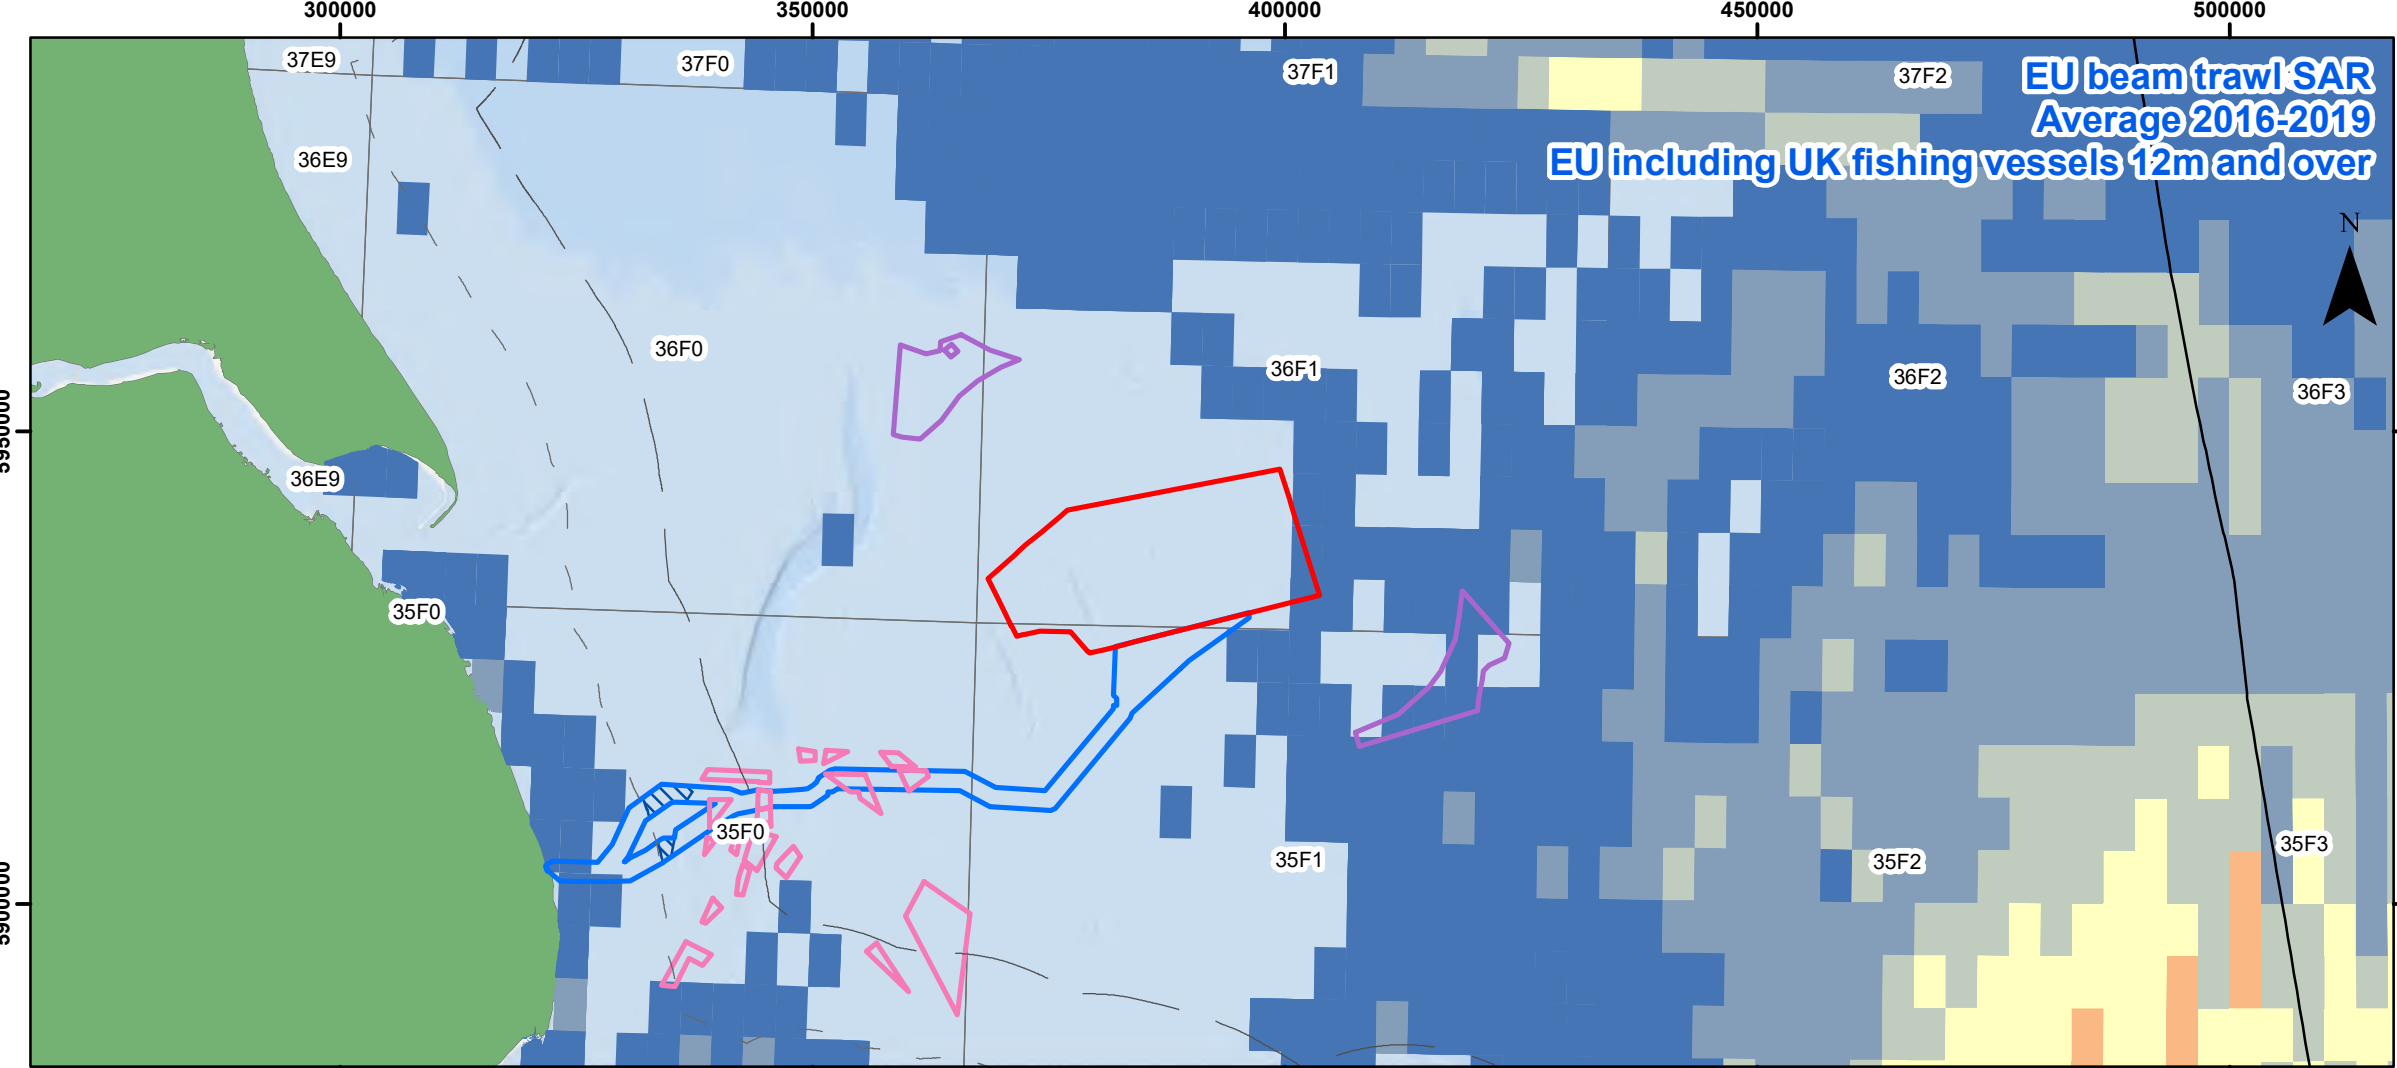 300000 350000 400000 450000 500000
37E9 37F0 37F1 37F2
EU beam trawl SAR
Average 2016-2019
EU including UK fishing vessels 12m and over
36E9
N
36F0 36F1 36F2 36F3
36E9
35F0
35F0 35F1 35F2 35F3